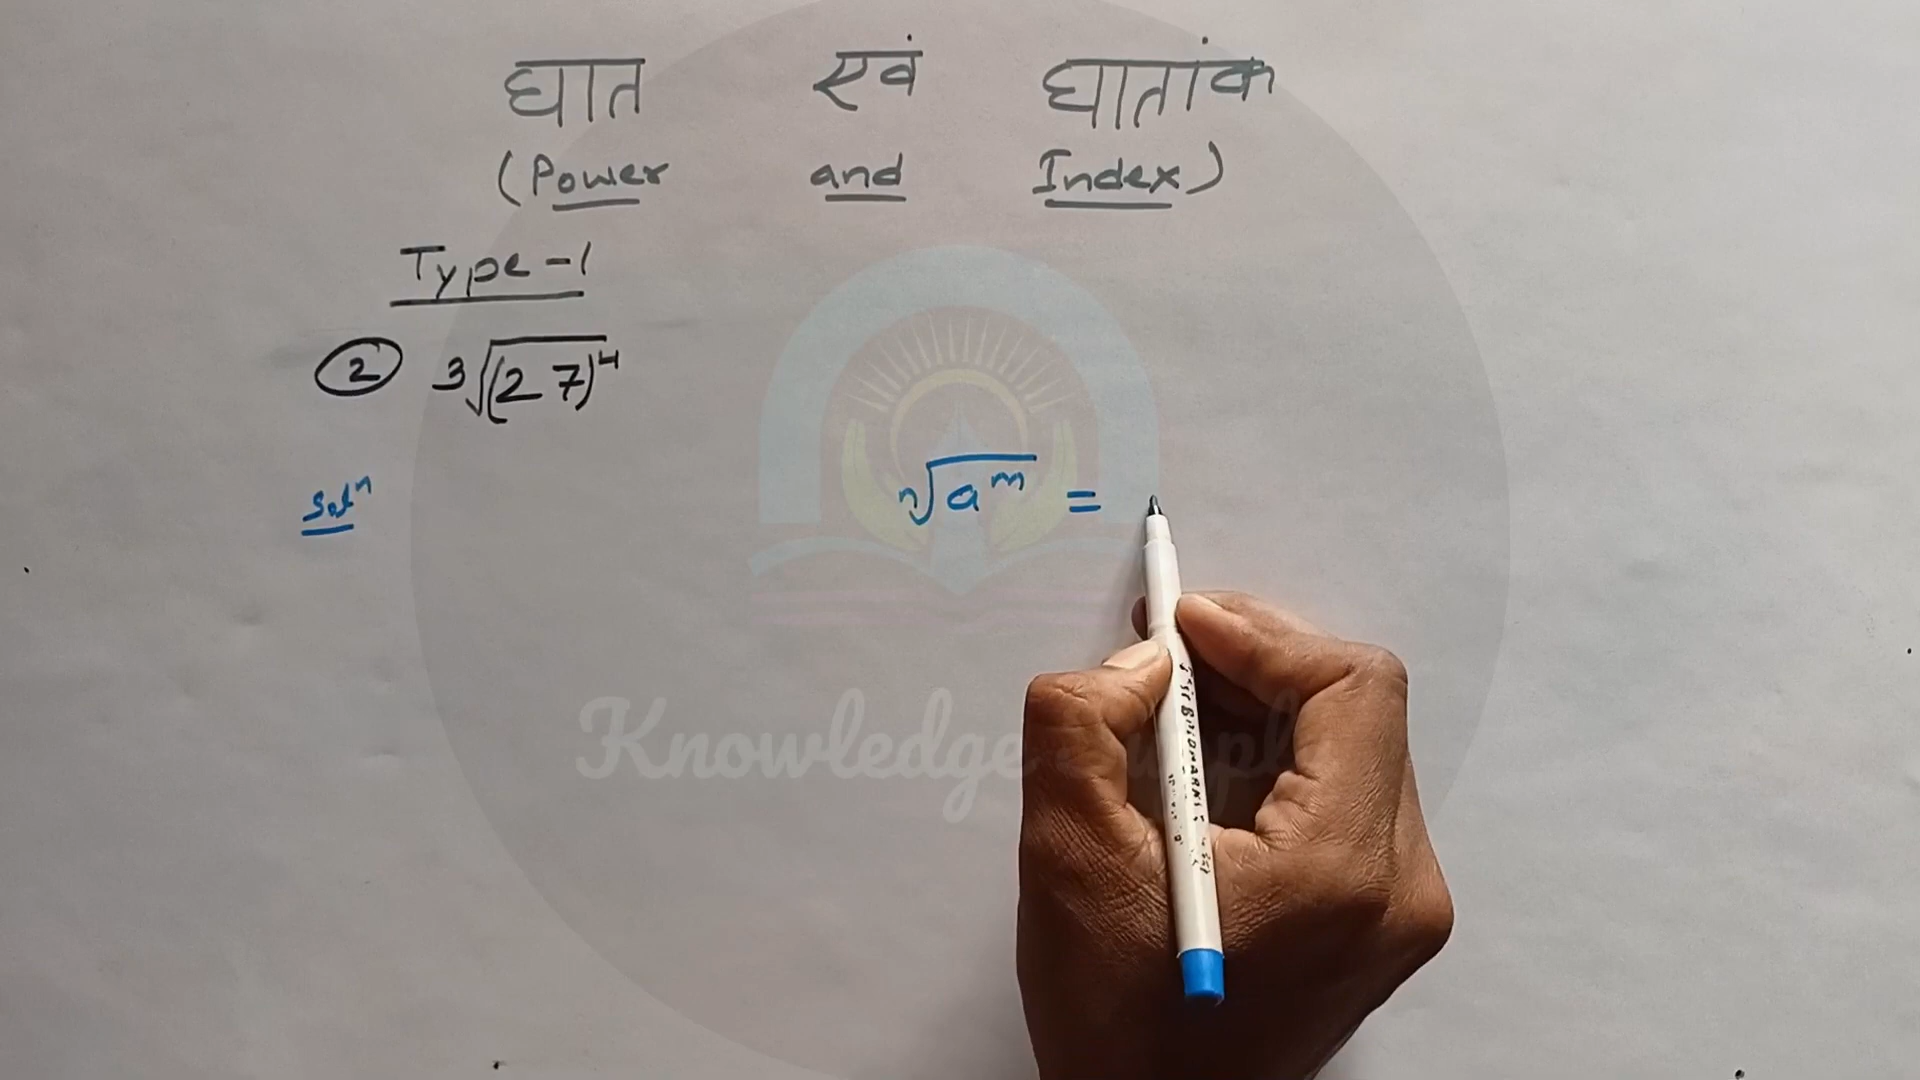 घात एवं घातांक
(Power and Index)
Type-1
② ³√(27)⁴
Solⁿ ⁿ√aᵐ =
Knowledge